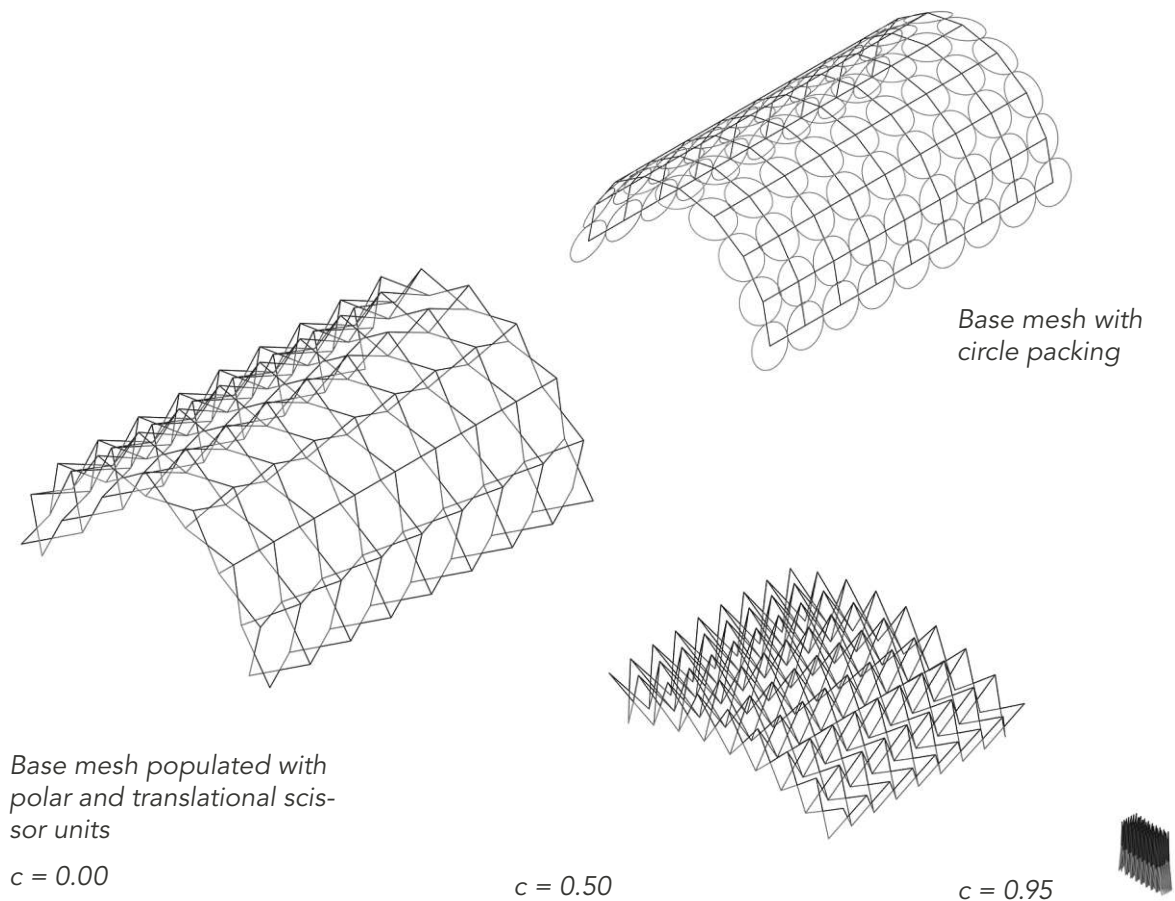 Base mesh with
circle packing
Base mesh populated with
polar and translational scis-
sor units
c = 0.00
c = 0.50
c = 0.95